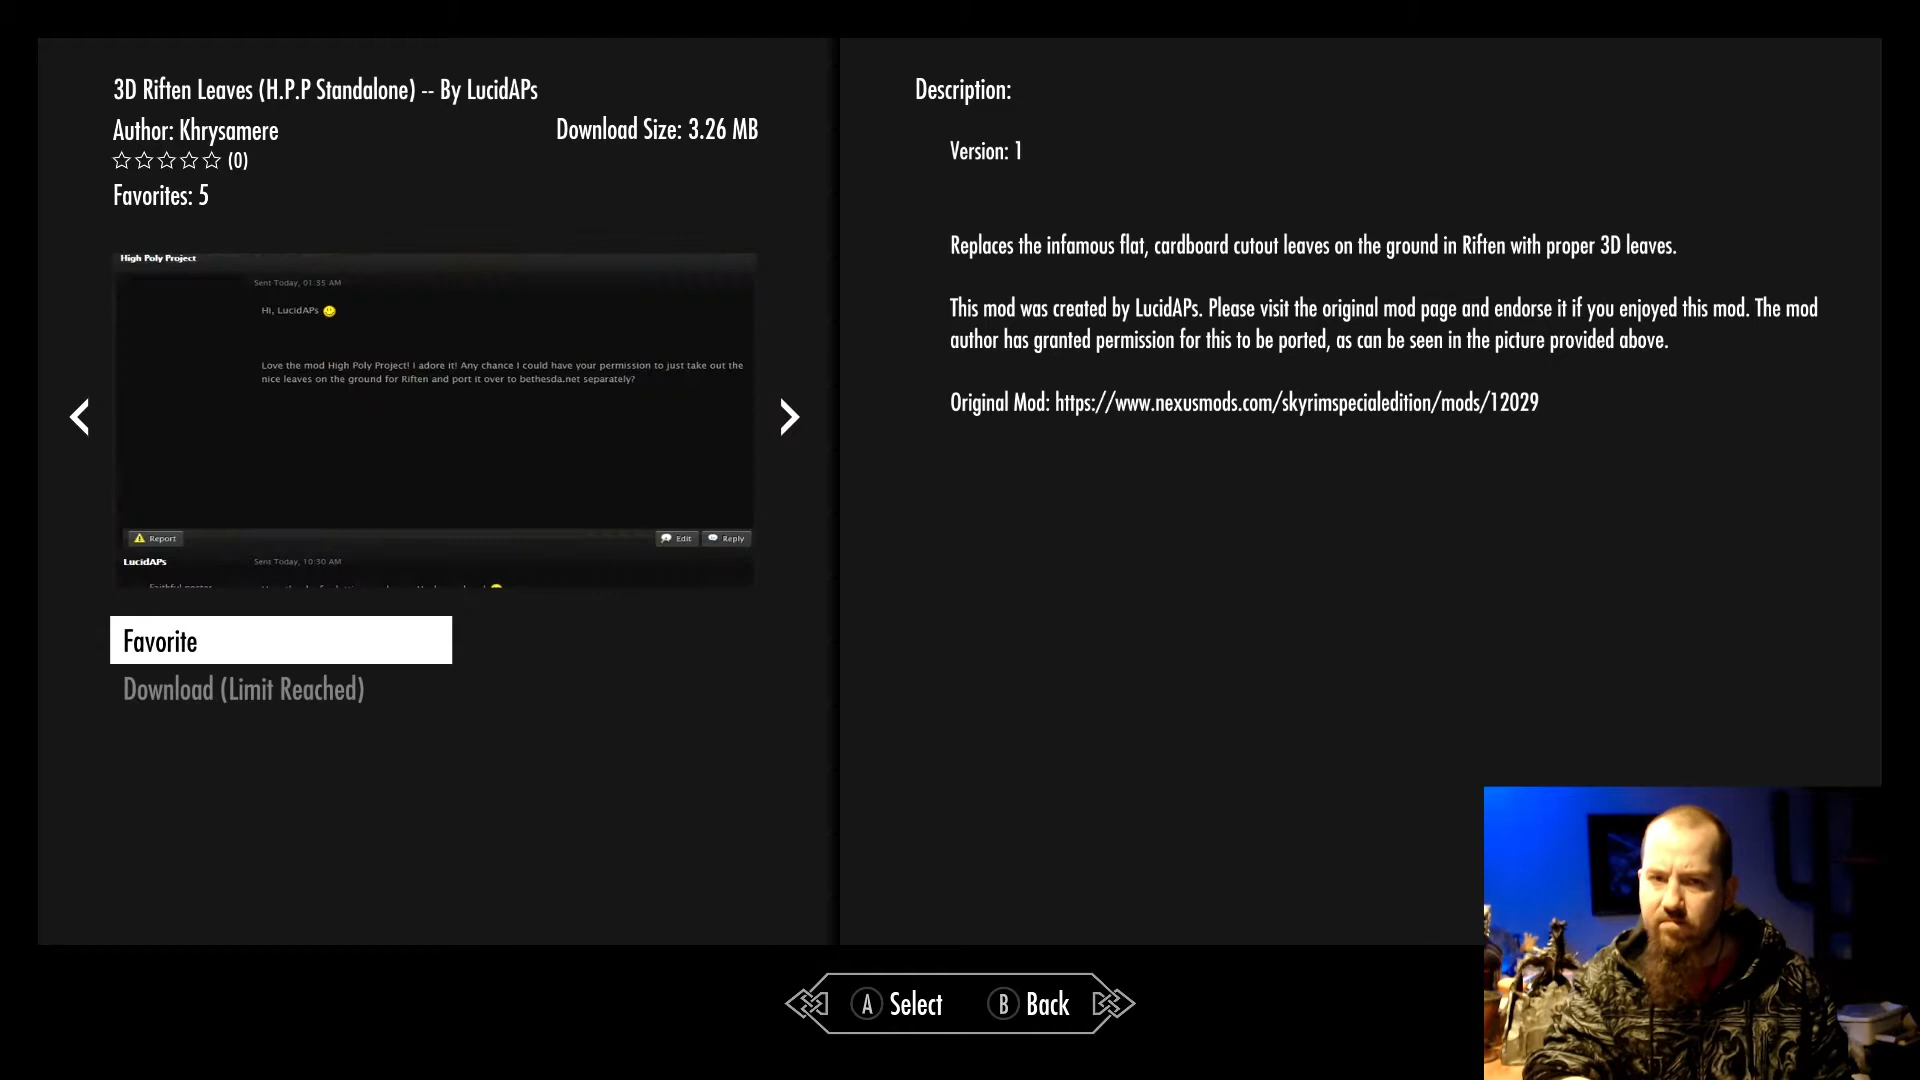 3D Riften Leaves (H.P.P Standalone) -- By LucidAPs
Author: Khrysamere
Download Size: 3.26 MB
(0)
Favorites: 5
High Poly Project
Sent Today, 01:35 AM
Hi, LucidAPs
Love the mod High Poly Project! I adore it! Any chance I could have your permission to just take out the
nice leaves on the ground for Riften and port it over to bethesda.net separately?
Report
Edit
Reply
LucidAPs
Sent Today, 10:30 AM
Favorite
Download (Limit Reached)
Description:
Version: 1
Replaces the infamous flat, cardboard cutout leaves on the ground in Riften with proper 3D leaves.
This mod was created by LucidAPs. Please visit the original mod page and endorse it if you enjoyed this mod. The mod
author has granted permission for this to be ported, as can be seen in the picture provided above.
Original Mod: https://www.nexusmods.com/skyrimspecialedition/mods/12029
A Select
B Back